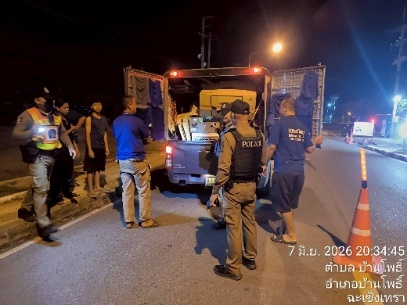 POLICE
7 มิ.ย. 2026 20:34:45
ตำบล บ้านโพธิ์
อำเภอบ้านโพธิ์
ฉะเชิงเทรา